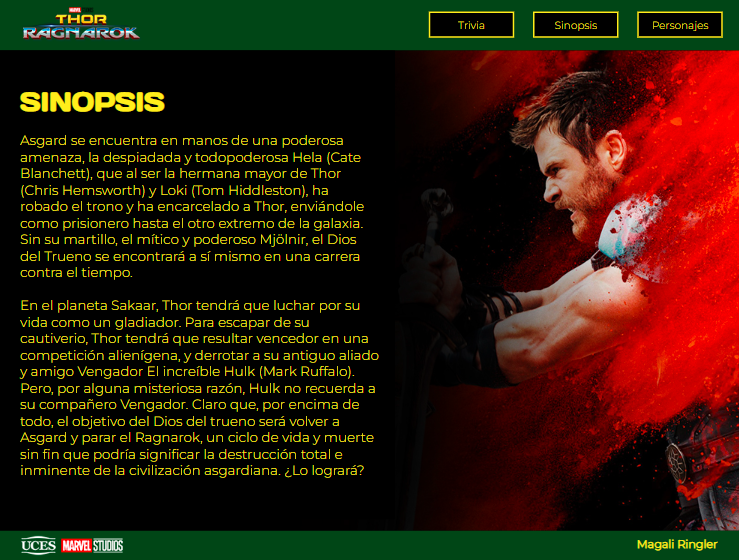 MARVEL STUDIOS
THOR
RAGNAROK
Trivia
Sinopsis
Personajes
SINOPSIS
Asgard se encuentra en manos de una poderosa
amenaza, la despiadada y todopoderosa Hela (Cate
Blanchett), que al ser la hermana mayor de Thor
(Chris Hemsworth) y Loki (Tom Hiddleston), ha
robado el trono y ha encarcelado a Thor, enviándole
como prisionero hasta el otro extremo de la galaxia.
Sin su martillo, el mítico y poderoso Mjölnir, el Dios
del Trueno se encontrará a sí mismo en una carrera
contra el tiempo.
En el planeta Sakaar, Thor tendrá que luchar por su
vida como un gladiador. Para escapar de su
cautiverio, Thor tendrá que resultar vencedor en una
competición alienígena, y derrotar a su antiguo aliado
y amigo Vengador El increíble Hulk (Mark Ruffalo).
Pero, por alguna misteriosa razón, Hulk no recuerda a
su compañero Vengador. Claro que, por encima de
todo, el objetivo del Dios del trueno será volver a
Asgard y parar el Ragnarok, un ciclo de vida y muerte
sin fin que podría significar la destrucción total e
inminente de la civilización asgardiana. ¿Lo logrará?
UCES
MARVEL STUDIOS
Magali Ringler